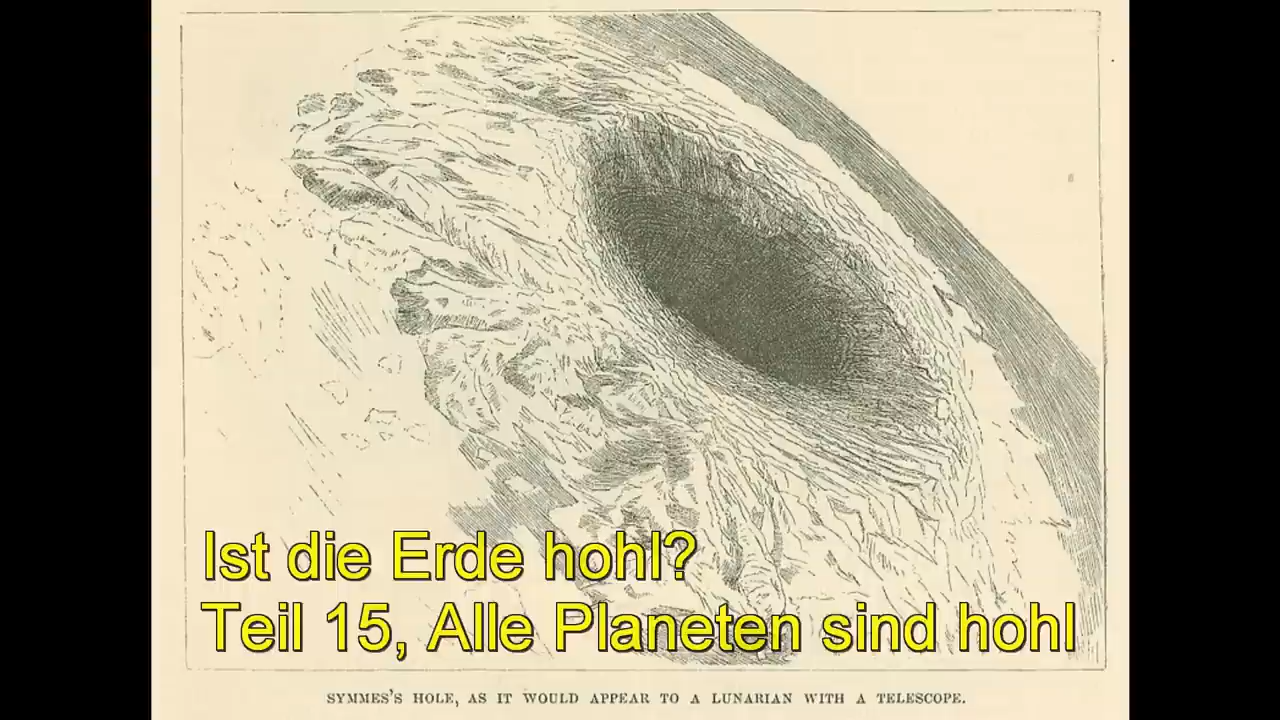 Ist die Erde hohl?
Teil 15, Alle Planeten sind hohl
SYMMES'S HOLE, AS IT WOULD APPEAR TO A LUNARIAN WITH A TELESCOPE.